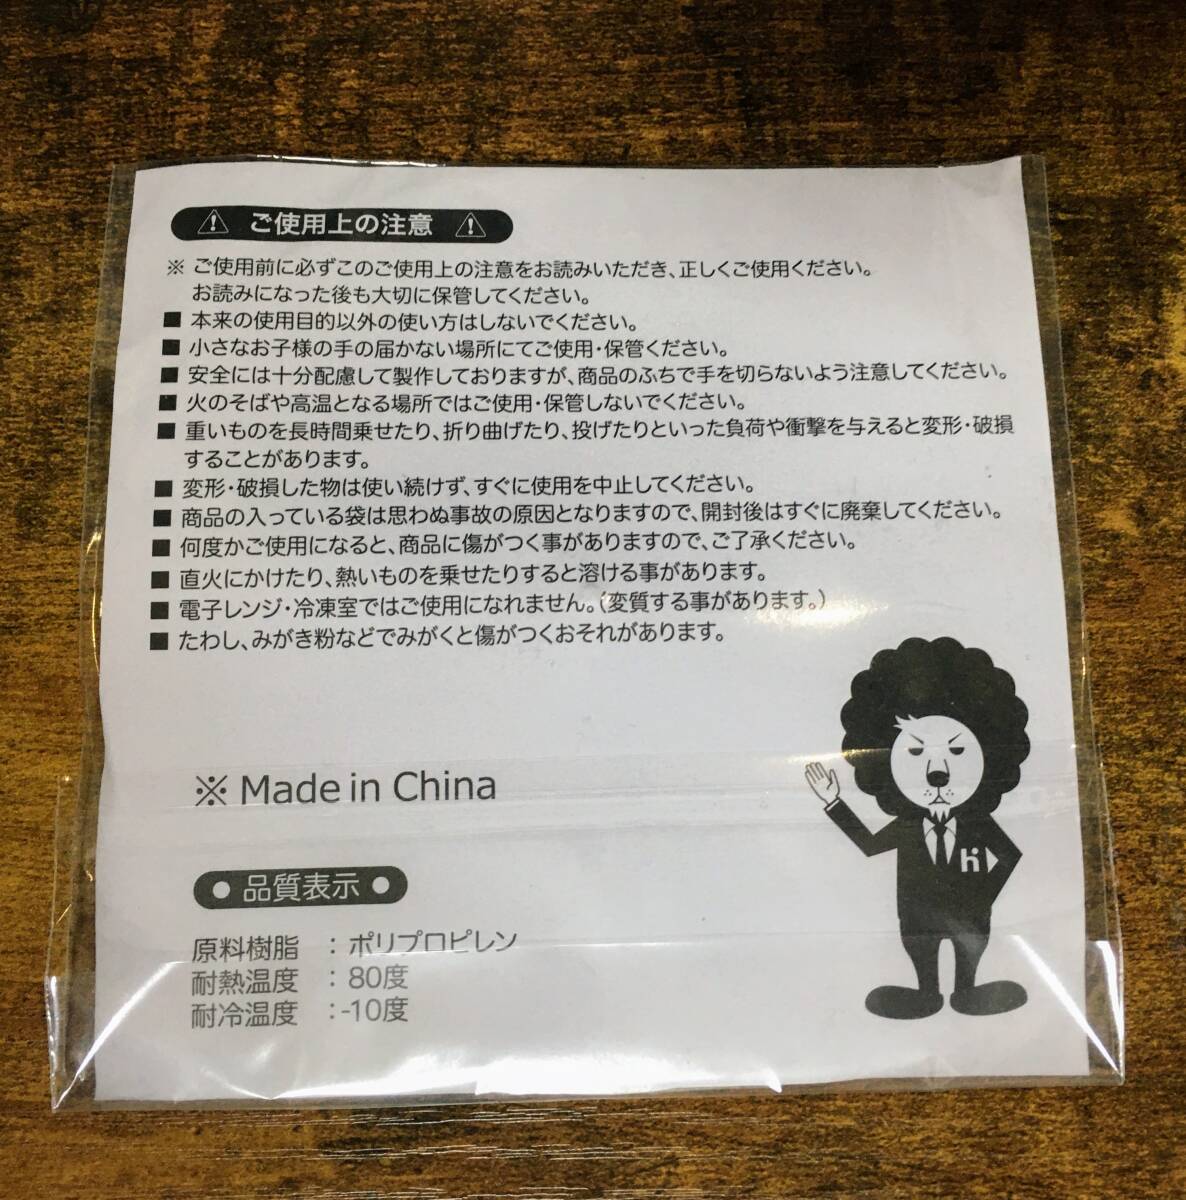 ご使用上の注意
※ ご使用前に必ずこのご使用上の注意をお読みいただき、正しくご使用ください。
お読みになった後も大切に保管してください。
■ 本来の使用目的以外の使い方はしないでください。
■ 小さなお子様の手の届かない場所にてご使用・保管ください。
■ 安全には十分配慮して製作しておりますが、商品のふちで手を切らないよう注意してください。
■ 火のそばや高温となる場所ではご使用・保管しないでください。
■ 重いものを長時間乗せたり、折り曲げたり、投げたりといった負荷や衝撃を与えると変形・破損
することがあります。
■ 変形・破損した物は使い続けず、すぐに使用を中止してください。
■ 商品の入っている袋は思わぬ事故の原因となりますので、開封後はすぐに廃棄してください。
■ 何度かご使用になると、商品に傷がつく事がありますので、ご了承ください。
■ 直火にかけたり、熱いものを乗せたりすると溶ける事があります。
■ 電子レンジ・冷凍室ではご使用になれません。（変質する事があります。）
■ たわし、みがき粉などでみがくと傷がつくおそれがあります。
※ Made in China
hi
● 品質表示 ●
原料樹脂 ：ポリプロピレン
耐熱温度 ：80度
耐冷温度 ：-10度